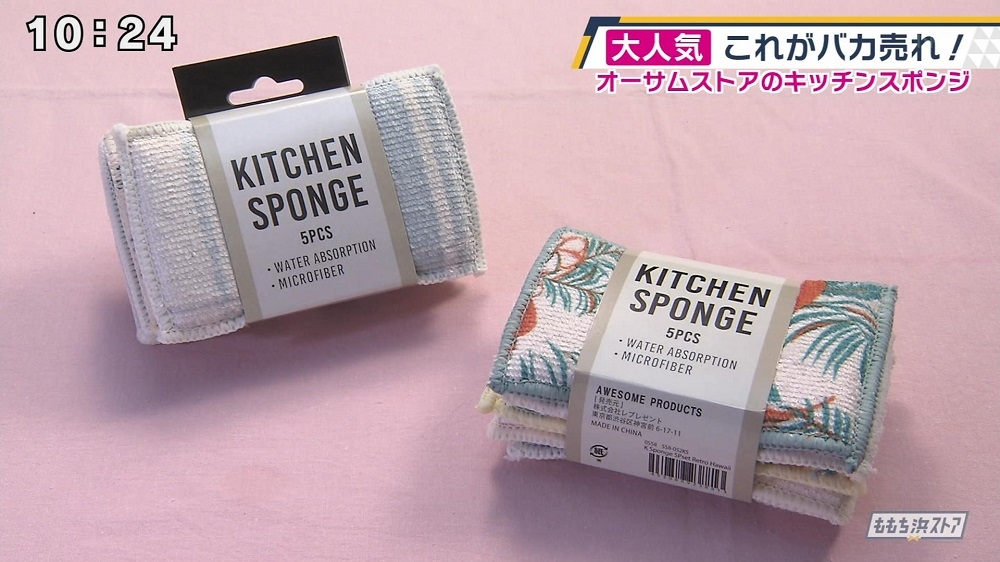 10:24
大人気 これがバカ売れ!
オーサムストアのキッチンスポンジ
KITCHEN
SPONGE
5PCS
・WATER ABSORPTION
・MICROFIBER
KITCHEN
SPONGE
5PCS
・WATER ABSORPTION
・MICROFIBER
AWESOME PRODUCTS
[発売元]
株式会社レプレゼント
東京都渋谷区神宮前 6-17-11
MADE IN CHINA
K Sponge 5Pset Retro Hawaii
ももち浜ストア